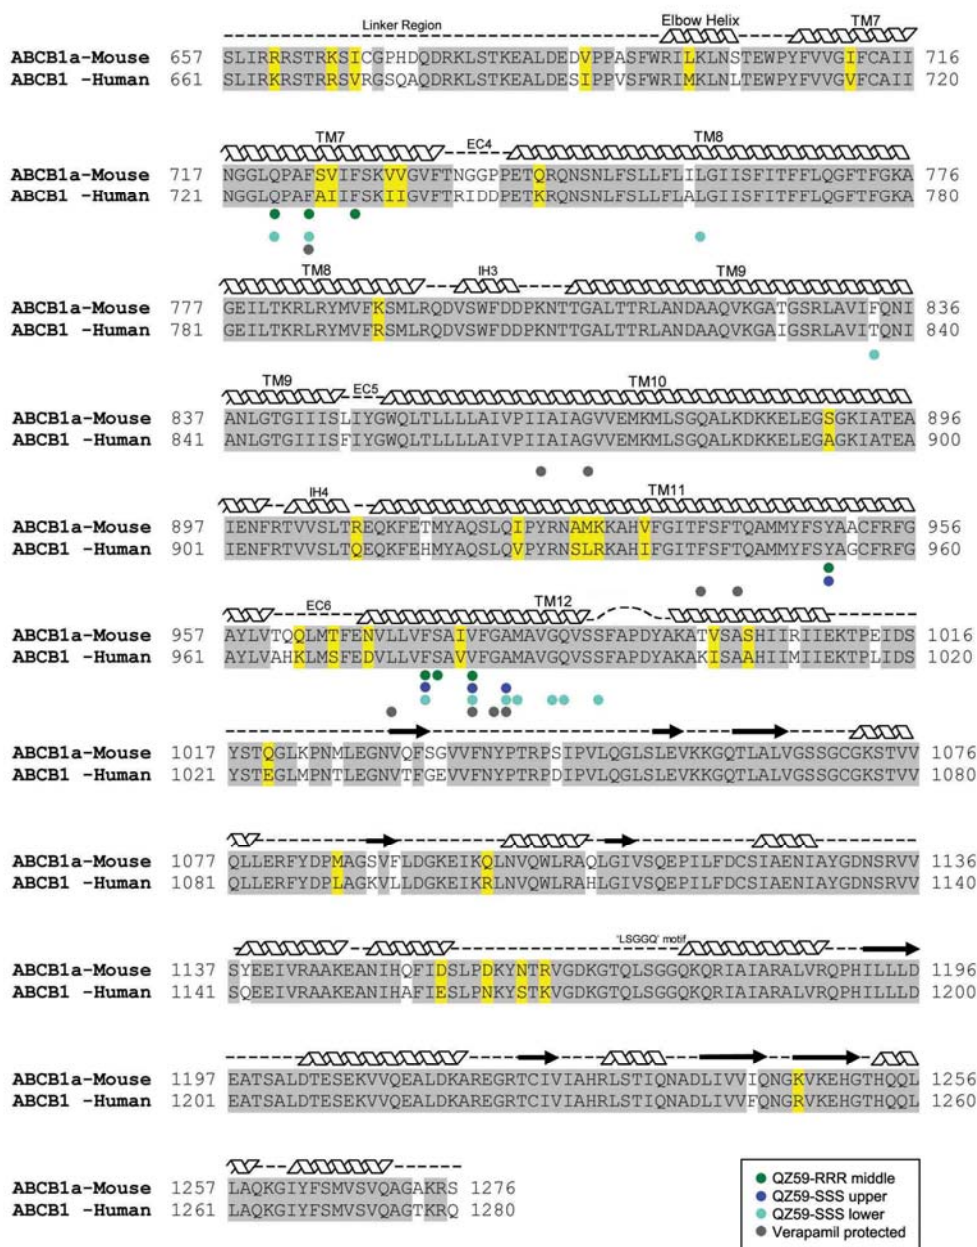 Linker Region Elbow Helix TM7
ABCB1a-Mouse 657 SLIRRRSTRKSICGPHDQDRKLSTKEALDEDVPPASFWRILKLNSTEWPYFVVGIFCAII 716
ABCB1 -Human 661 SLIRKRSTRRSVRGSQAQDRKLSTKEALDESIPPVSFWRIMKLNLTEWPYFVVGVFCAII 720
TM7 EC4 TM8
ABCB1a-Mouse 717 NGGLQPAFSVIFSKVVGVFTNGGPPETQRQNSNLFSLLFLILGIISFITFFLQGFTFGKA 776
ABCB1 -Human 721 NGGLQPAFAIIFSKIIGVFTRIDDPETKRQNSNLFSLLFLALGIISFITFFLQGFTFGKA 780
TM8 IH3 TM9
ABCB1a-Mouse 777 GEILTKRLRYMVFKSMLRQDVSWFDDPKNTTGALTTRLANDAAQVKGATGSRLAVIFQNI 836
ABCB1 -Human 781 GEILTKRLRYMVFRSMLRQDVSWFDDPKNTTGALTTRLANDAAQVKGAIGSRLAVITQNI 840
TM9 EC5 TM10
ABCB1a-Mouse 837 ANLGTGIIISLIYGWQLTLLLLAIVPIIAIAGVVEMKMLSGQALKDKKELEGSGKIATEA 896
ABCB1 -Human 841 ANLGTGIIISFIYGWQLTLLLLAIVPIIAIAGVVEMKMLSGQALKDKKELEGAGKIATEA 900
IH4 TM11
ABCB1a-Mouse 897 IENFRTVVSLTREQKFETMYAQSLQIPYRNAMKKAHVFGITFSFTQAMMYFSYAACFRFG 956
ABCB1 -Human 901 IENFRTVVSLTQEQKFEHMYAQSLQVPYRNSLRKAHIFGITFSFTQAMMYFSYAGCFRFG 960
EC6 TM12
ABCB1a-Mouse 957 AYLVTQQLMTFENVLLVFSAIVFGAMAVGQVSSFAPDYAKATVSASHIIRIIEKTPEIDS 1016
ABCB1 -Human 961 AYLVAHKLMSFEDVLLVFSAVVFGAMAVGQVSSFAPDYAKAKISAAHIIMIIEKTPLIDS 1020
ABCB1a-Mouse 1017 YSTQGLKPNMLEGNVQFSGVVFNYPTRPSIPVLQGLSLEVKKGQTLALVGSSGCGKSTVV 1076
ABCB1 -Human 1021 YSTEGLMPNTLEGNVTFGEVVFNYPTRPDIPVLQGLSLEVKKGQTLALVGSSGCGKSTVV 1080
ABCB1a-Mouse 1077 QLLERFYDPMAGSVFLDGKEIKQLNVQWLRAQLGIVSQEPILFDCSIAENIAYGDNSRVV 1136
ABCB1 -Human 1081 QLLERFYDPLAGKVLLDGKEIKRLNVQWLRAHLGIVSQEPILFDCSIAENIAYGDNSRVV 1140
'LSGGQ' motif
ABCB1a-Mouse 1137 SYEEIVRAAKEANIHQFIDSLPDKYNTRVGDKGTQLSGGQKQRIAIARALVRQPHILLLD 1196
ABCB1 -Human 1141 SQEEIVRAAKEANIHAFIESLPNKYSTKVGDKGTQLSGGQKQRIAIARALVRQPHILLLD 1200
ABCB1a-Mouse 1197 EATSALDTESEKVVQEALDKAREGRTCIVIAHRLSTIQNADLIVVIQNGKVKEHGTHQQL 1256
ABCB1 -Human 1201 EATSALDTESEKVVQEALDKAREGRTCIVIAHRLSTIQNADLIVVFQNGRVKEHGTHQQL 1260
ABCB1a-Mouse 1257 LAQKGIYFSMVSVQAGAKRS 1276
ABCB1 -Human 1261 LAQKGIYFSMVSVQAGTKRQ 1280
QZ59-RRR middle
QZ59-SSS upper
QZ59-SSS lower
Verapamil protected